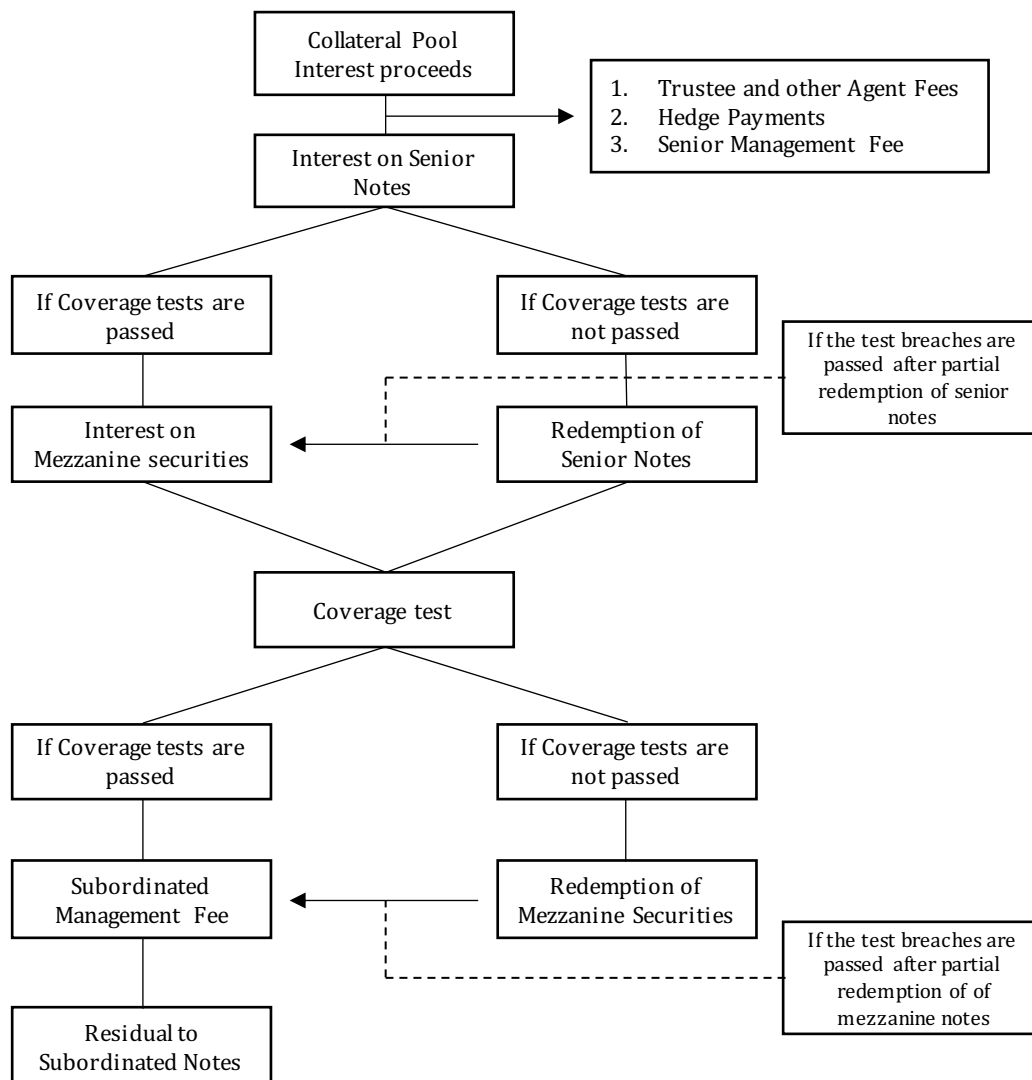 Collateral Pool
Interest proceeds
1. Trustee and other Agent Fees
2. Hedge Payments
3. Senior Management Fee
Interest on Senior
Notes
If Coverage tests are
passed
If Coverage tests are
not passed
If the test breaches are
passed after partial
redemption of senior
notes
Interest on
Mezzanine securities
Redemption of
Senior Notes
Coverage test
If Coverage tests are
passed
If Coverage tests are
not passed
Subordinated
Management Fee
Redemption of
Mezzanine Securities
If the test breaches are
passed after partial
redemption of of
mezzanine notes
Residual to
Subordinated Notes